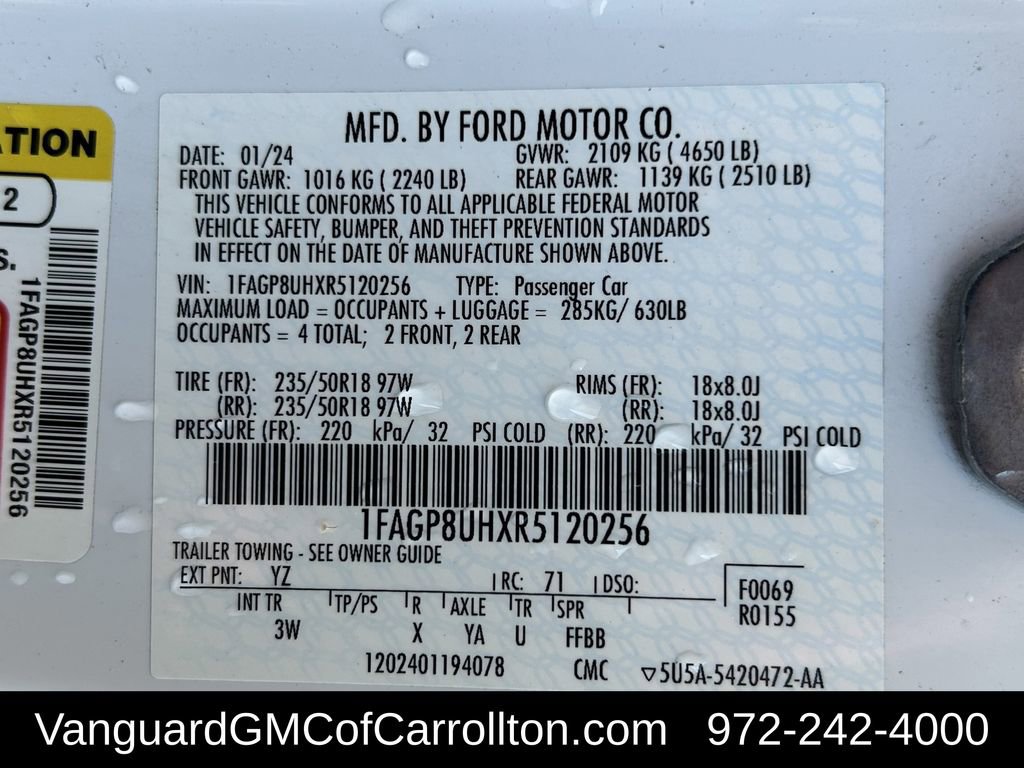 MFD. BY FORD MOTOR CO.
DATE: 01/24 GVWR: 2109 KG ( 4650 LB)
FRONT GAWR: 1016 KG ( 2240 LB) REAR GAWR: 1139 KG ( 2510 LB)
THIS VEHICLE CONFORMS TO ALL APPLICABLE FEDERAL MOTOR
VEHICLE SAFETY, BUMPER, AND THEFT PREVENTION STANDARDS
IN EFFECT ON THE DATE OF MANUFACTURE SHOWN ABOVE.
VIN: 1FAGP8UHXR5120256 TYPE: Passenger Car
MAXIMUM LOAD = OCCUPANTS + LUGGAGE = 285KG/ 630LB
OCCUPANTS = 4 TOTAL; 2 FRONT, 2 REAR
TIRE (FR): 235/50R18 97W RIMS (FR): 18x8.0J
(RR): 235/50R18 97W (RR): 18x8.0J
PRESSURE (FR): 220 kPa/ 32 PSI COLD (RR): 220 kPa/ 32 PSI COLD
1FAGP8UHXR5120256
TRAILER TOWING - SEE OWNER GUIDE
EXT PNT: YZ RC: 71 DSO: F0069
R0155
INT TR TP/PS R AXLE TR SPR
3W X YA U FFBB
1202401194078 CMC ▽5U5A-5420472-AA
ATION
2
S.
1FAGP8UHXR5120256
VanguardGMCofCarrollton.com 972-242-4000